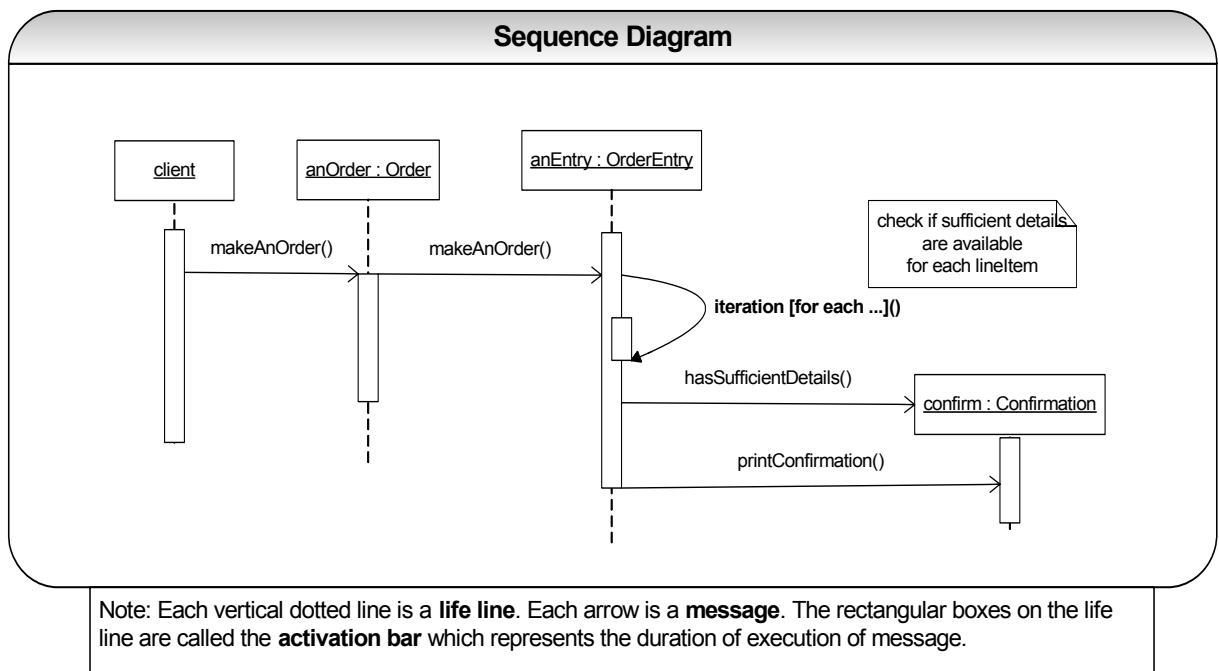 Sequence Diagram
client
anOrder : Order
anEntry : OrderEntry
check if sufficient details
are available
for each lineItem
makeAnOrder()
makeAnOrder()
iteration [for each ...]()
hasSufficientDetails()
confirm : Confirmation
printConfirmation()
Note: Each vertical dotted line is a life line. Each arrow is a message. The rectangular boxes on the life
line are called the activation bar which represents the duration of execution of message.